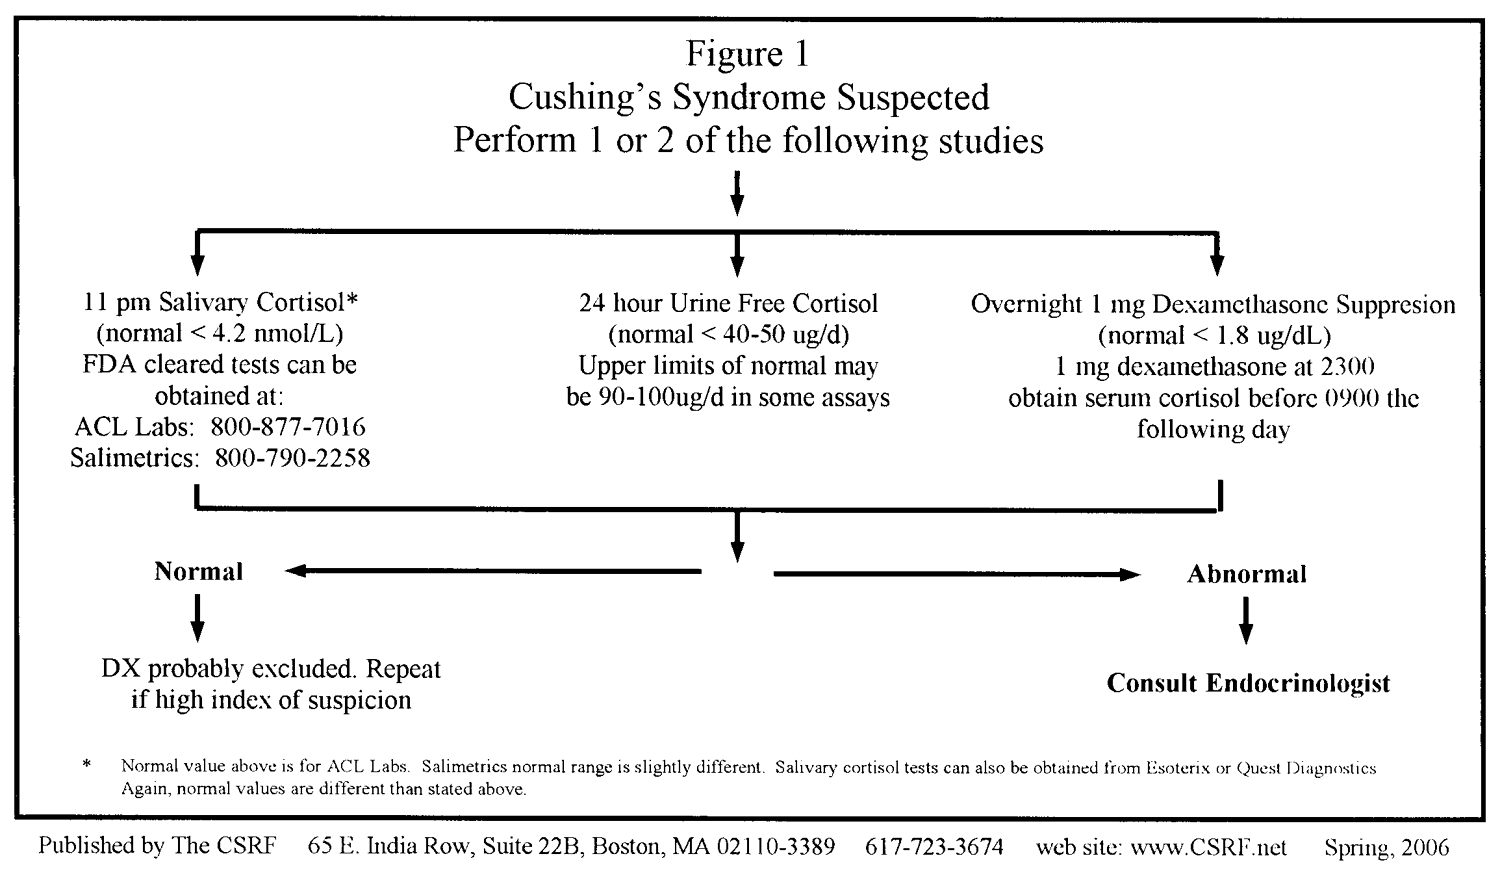 Figure 1
Cushing's Syndrome Suspected
Perform 1 or 2 of the following studies
11 pm Salivary Cortisol*
(normal < 4.2 nmol/L)
FDA cleared tests can be
obtained at:
ACL Labs: 800-877-7016
Salimetrics: 800-790-2258
24 hour Urine Free Cortisol
(normal < 40-50 ug/d)
Upper limits of normal may
be 90-100ug/d in some assays
Overnight 1 mg Dexamethasone Suppresion
(normal < 1.8 ug/dL)
1 mg dexamethasone at 2300
obtain serum cortisol before 0900 the
following day
Normal
Abnormal
DX probably excluded. Repeat
if high index of suspicion
Consult Endocrinologist
* Normal value above is for ACL Labs. Salimetrics normal range is slightly different. Salivary cortisol tests can also be obtained from Esoterix or Quest Diagnostics
Again, normal values are different than stated above.
Published by The CSRF 65 E. India Row, Suite 22B, Boston, MA 02110-3389 617-723-3674 web site: www.CSRF.net Spring, 2006